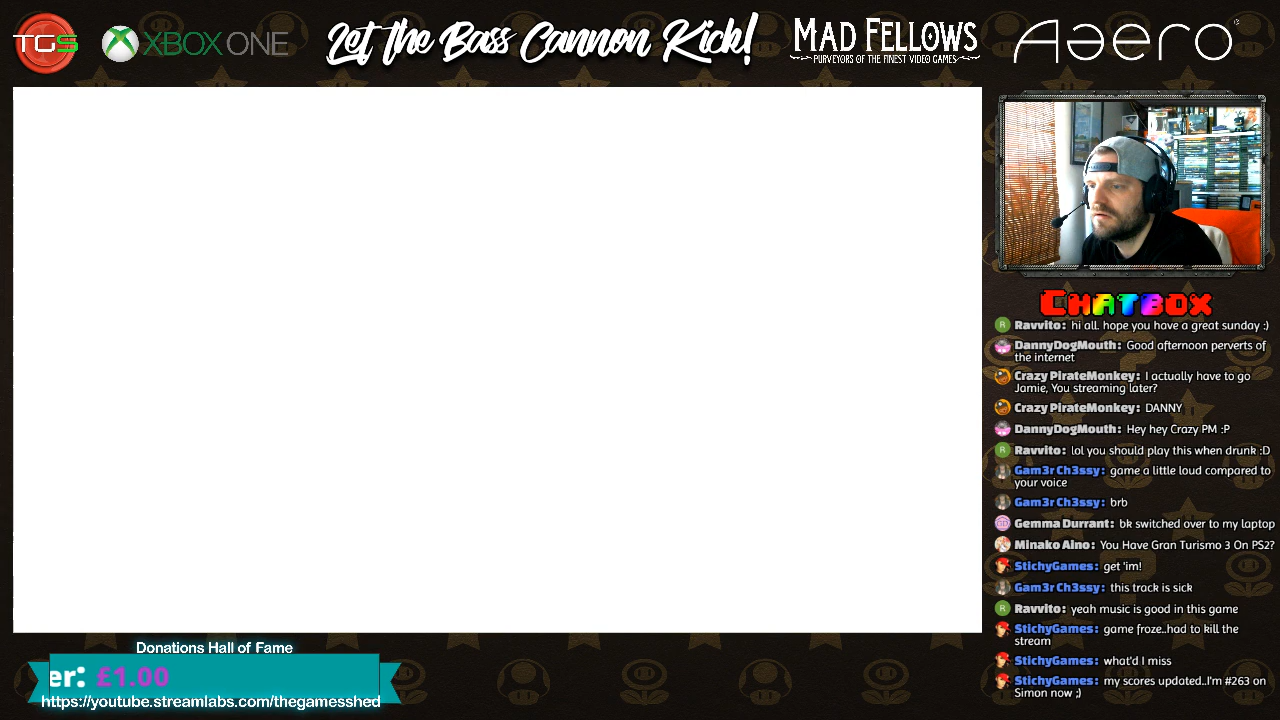 TGS XBOX ONE Let the Bass Cannon Kick! MAD FELLOWS Aaero
PURVEYORS OF THE FINEST VIDEO GAMES
CHATBOX
Ravvito: hi all. hope you have a great sunday :)
DannyDogMouth: Good afternoon perverts of
the internet
Crazy PirateMonkey: I actually have to go
Jamie, You streaming later?
Crazy PirateMonkey: DANNY
DannyDogMouth: Hey hey Crazy PM :P
Ravvito: lol you should play this when drunk :D
Gam3r Ch3ssy: game a little loud compared to
your voice
Gam3r Ch3ssy: brb
Gemma Durrant: bk switched over to my laptop
Minako Aino: You Have Gran Turismo 3 On PS2?
StichyGames: get 'im!
Gam3r Ch3ssy: this track is sick
Ravvito: yeah music is good in this game
StichyGames: game froze..had to kill the
stream
StichyGames: what'd I miss
StichyGames: my scores updated..I'm #263 on
Simon now ;)
Donations Hall of Fame
er: £1.00
https://youtube.streamlabs.com/thegamesshed